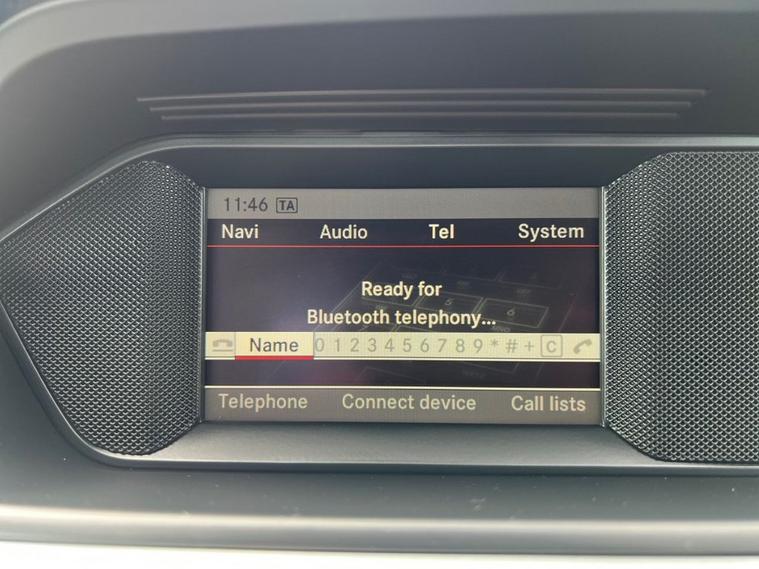 11:46 TA
Navi Audio Tel System
Ready for
Bluetooth telephony...
Name 0 1 2 3 4 5 6 7 8 9 * # + C
Telephone Connect device Call lists